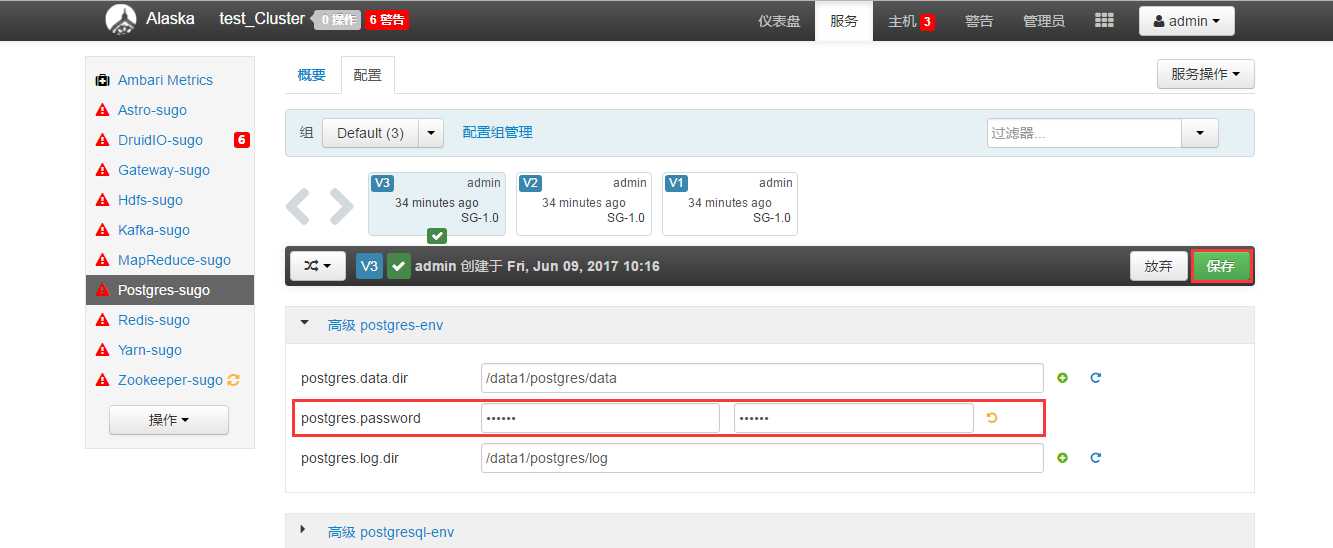 Alaska test_Cluster 0 操作 6 警告 仪表盘 服务 主机 3 警告 管理员 admin
Ambari Metrics
Astro-sugo
DruidIO-sugo 6
Gateway-sugo
Hdfs-sugo
Kafka-sugo
MapReduce-sugo
Postgres-sugo
Redis-sugo
Yarn-sugo
Zookeeper-sugo
操作
概要 配置 服务操作
组 Default (3) 配置组管理 过滤器...
V3 admin
34 minutes ago
SG-1.0
V2 admin
34 minutes ago
SG-1.0
V1 admin
34 minutes ago
SG-1.0
V3 admin 创建于 Fri, Jun 09, 2017 10:16 放弃 保存
高级 postgres-env
postgres.data.dir /data1/postgres/data
postgres.password •••••• ••••••
postgres.log.dir /data1/postgres/log
高级 postgresql-env